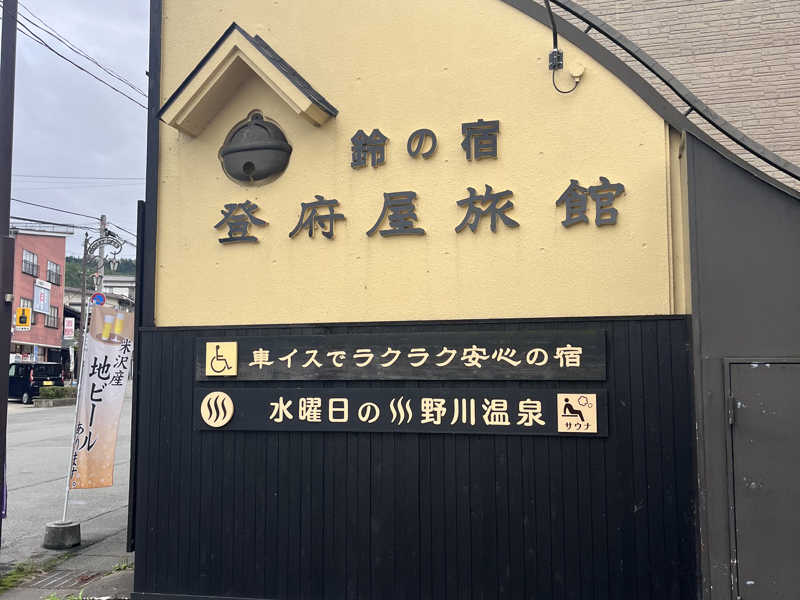 鈴の宿
登府屋旅館
車イスでラクラク安心の宿
水曜日の野川温泉
サウナ
米沢産
地ビール
あります。